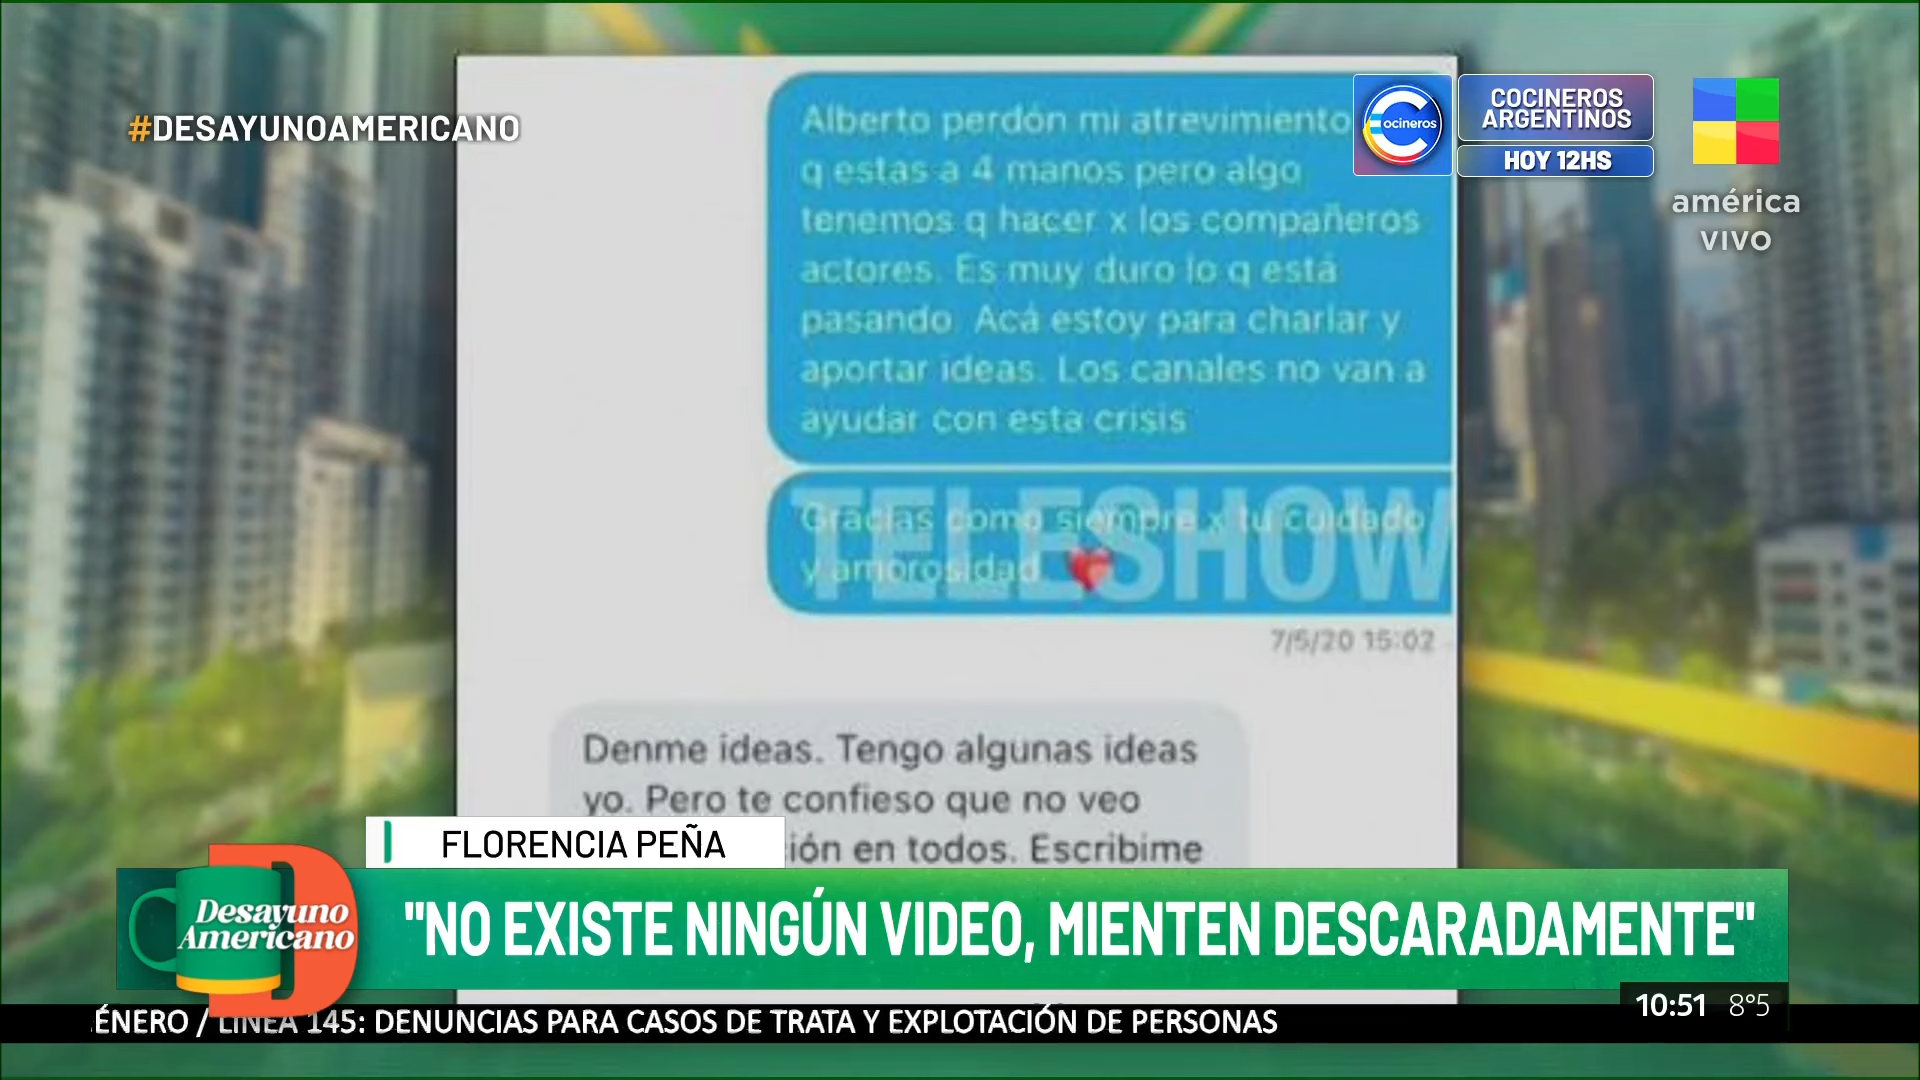 #DESAYUNOAMERICANO
Alberto perdón mi atrevimiento
q estas a 4 manos pero algo
tenemos q hacer x los compañeros
actores. Es muy duro lo q está
pasando. Acá estoy para charlar y
aportar ideas. Los canales no van a
ayudar con esta crisis
Gracias como siempre x tu cuidado
y amorosidad
TELESHOW
7/5/20 15:02
Denme ideas. Tengo algunas ideas
yo. Pero te confieso que no veo
ión en todos. Escribime
Cocineros
COCINEROS
ARGENTINOS
HOY 12HS
américa
VIVO
FLORENCIA PEÑA
Desayuno
Americano
"NO EXISTE NINGÚN VIDEO, MIENTEN DESCARADAMENTE"
ÉNERO / LÍNEA 145: DENUNCIAS PARA CASOS DE TRATA Y EXPLOTACIÓN DE PERSONAS
10:51 8°5